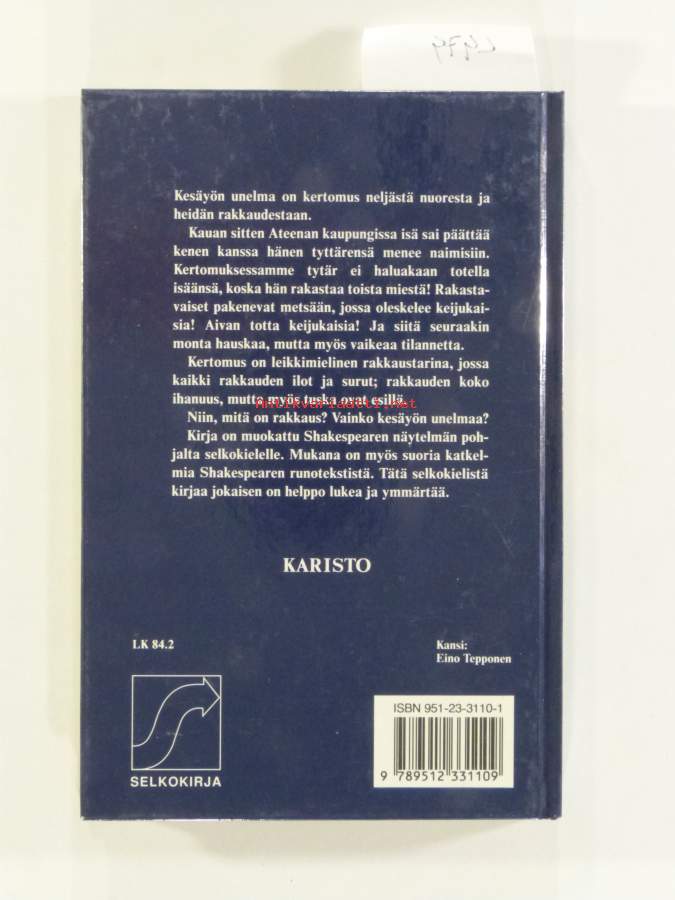 Kesäyön unelma on kertomus neljästä nuoresta ja
heidän rakkaudestaan.
Kauan sitten Ateenan kaupungissa isä sai päättää
kenen kanssa hänen tyttärensä menee naimisiin.
Kertomuksessamme tytär ei haluakaan totella
isäänsä, koska hän rakastaa toista miestä! Rakasta-
vaiset pakenevat metsään, jossa oleskelee keijukai-
sia! Aivan totta keijukaisia! Ja siitä seuraakin
monta hauskaa, mutta myös vaikeaa tilannetta.
Kertomus on leikkimielinen rakkaustarina, jossa
kaikki rakkauden ilot ja surut; rakkauden koko
ihanuus, mutta myös tuska ovat esillä.
Antikvariaatti.net
Niin, mitä on rakkaus? Vainko kesäyön unelmaa?
Kirja on muokattu Shakespearen näytelmän poh-
jalta selkokielelle. Mukana on myös suoria katkel-
mia Shakespearen runotekstistä. Tätä selkokielistä
kirjaa jokaisen on helppo lukea ja ymmärtää.
KARISTO
LK 84.2
Kansi:
Eino Tepponen
SELKOKIRJA
ISBN 951-23-3110-1
9 789512 331109